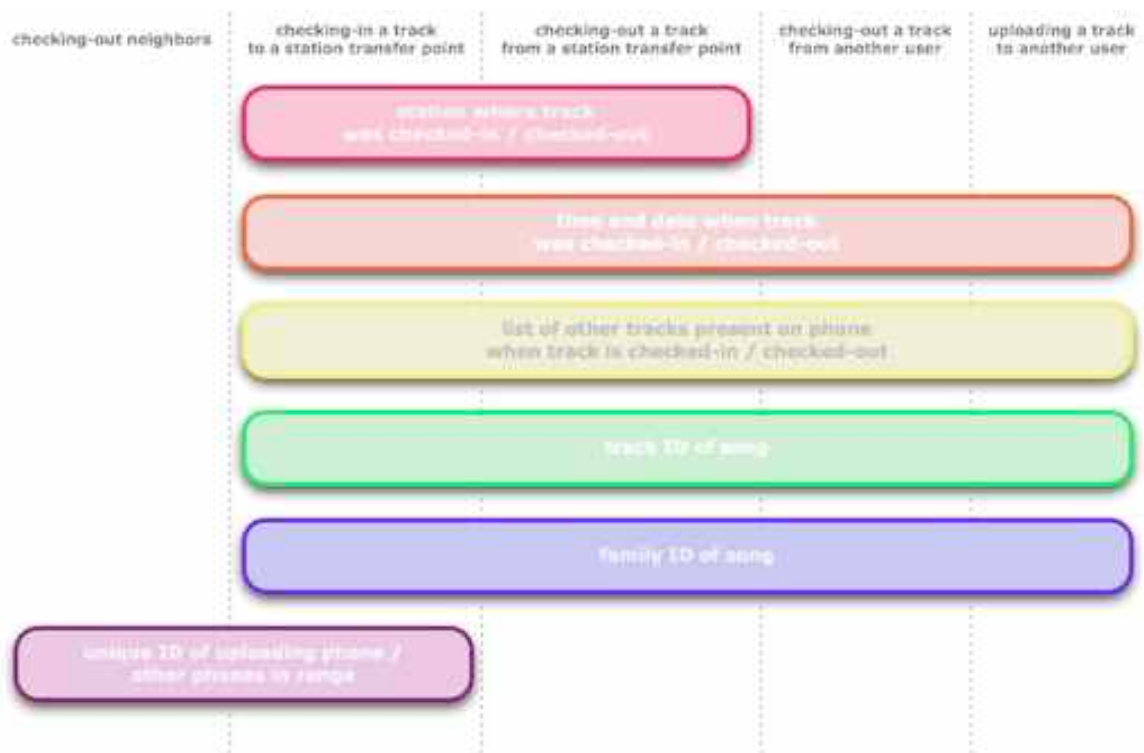 checking-out neighbors
checking-in a track
to a station transfer point
checking-out a track
from a station transfer point
checking-out a track
from another user
uploading a track
to another user
station where track
was checked-in / checked-out
time and date when track
was checked-in / checked-out
list of other tracks present on phone
when track is checked-in / checked-out
track ID of song
family ID of song
unique ID of uploading phone /
other phones in range